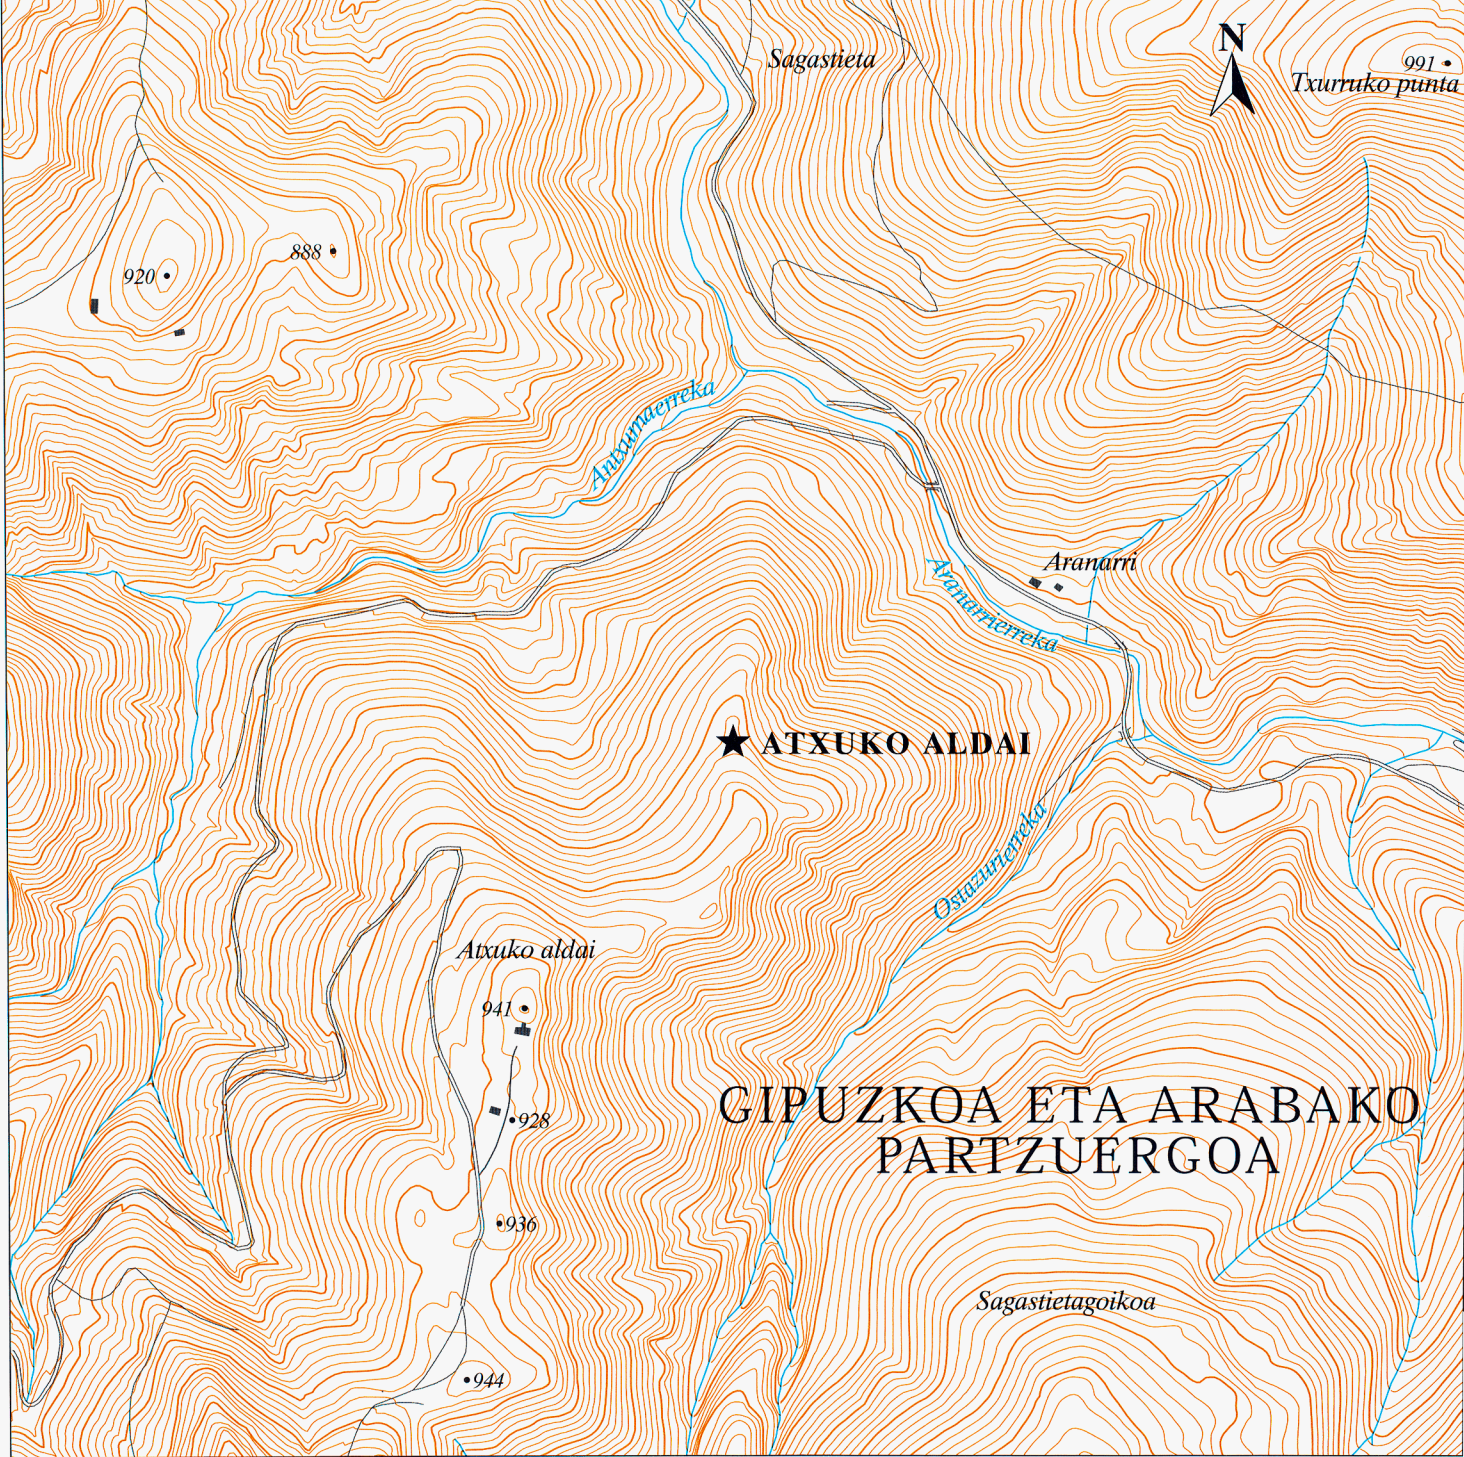 N
Sagastieta
991
Txurruko punta
888
920
Antxumaerreka
Aranarri
Aranarrierreka
ATXUKO ALDAI
Ostazurierreka
Atxuko aldai
941
GIPUZKOA ETA ARABAKO
928
PARTZUERGOA
936
Sagastietagoikoa
944